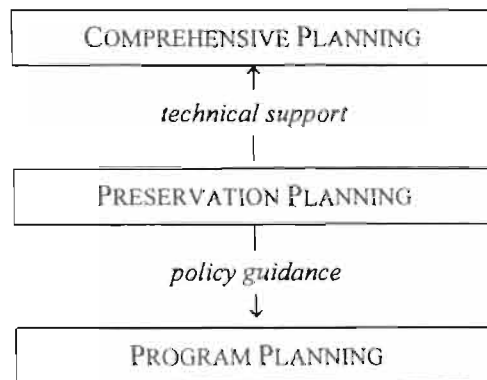 COMPREHENSIVE PLANNING
technical support
PRESERVATION PLANNING
policy guidance
PROGRAM PLANNING